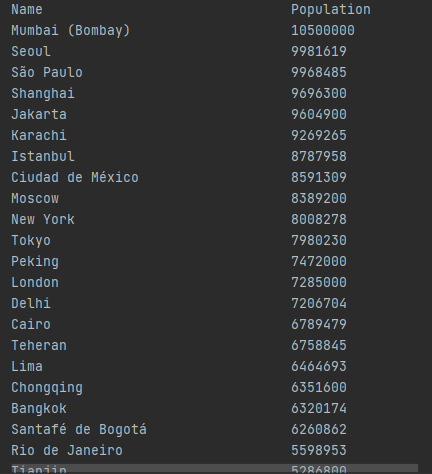 Name Population
Mumbai (Bombay) 10500000
Seoul 9981619
São Paulo 9968485
Shanghai 9696300
Jakarta 9604900
Karachi 9269265
Istanbul 8787958
Ciudad de México 8591309
Moscow 8389200
New York 8008278
Tokyo 7980230
Peking 7472000
London 7285000
Delhi 7206704
Cairo 6789479
Teheran 6758845
Lima 6464693
Chongqing 6351600
Bangkok 6320174
Santafé de Bogotá 6260862
Rio de Janeiro 5598953
Tianjin 5286800